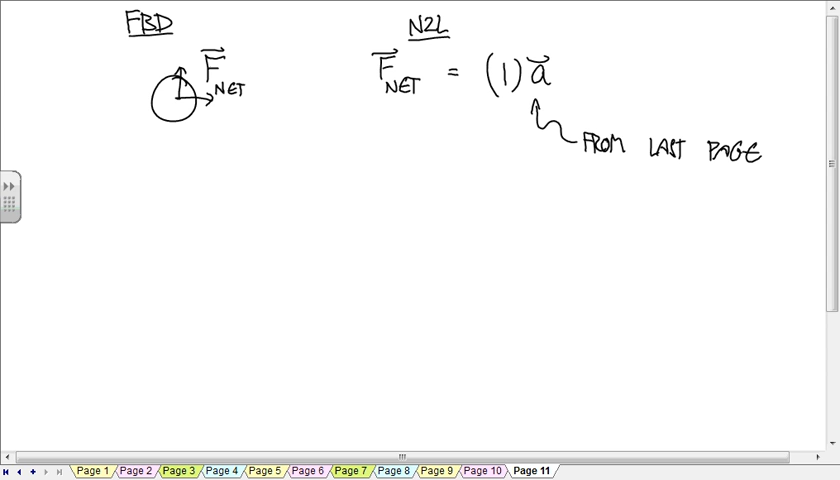 FBD N2L
F⃗NET F⃗NET = (1) a⃗
FROM LAST PAGE
Page 1 Page 2 Page 3 Page 4 Page 5 Page 6 Page 7 Page 8 Page 9 Page 10 Page 11